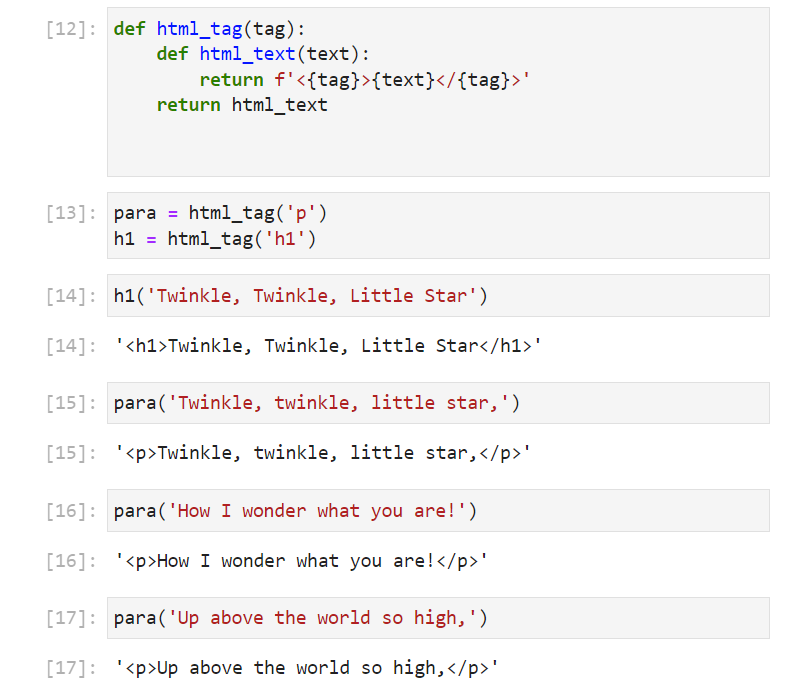 [12]: def html_tag(tag):
    def html_text(text):
        return f'<{tag}>{text}</{tag}>'
    return html_text
[13]: para = html_tag('p')
h1 = html_tag('h1')
[14]: h1('Twinkle, Twinkle, Little Star')
[14]: '<h1>Twinkle, Twinkle, Little Star</h1>'
[15]: para('Twinkle, twinkle, little star,')
[15]: '<p>Twinkle, twinkle, little star,</p>'
[16]: para('How I wonder what you are!')
[16]: '<p>How I wonder what you are!</p>'
[17]: para('Up above the world so high,')
[17]: '<p>Up above the world so high,</p>'